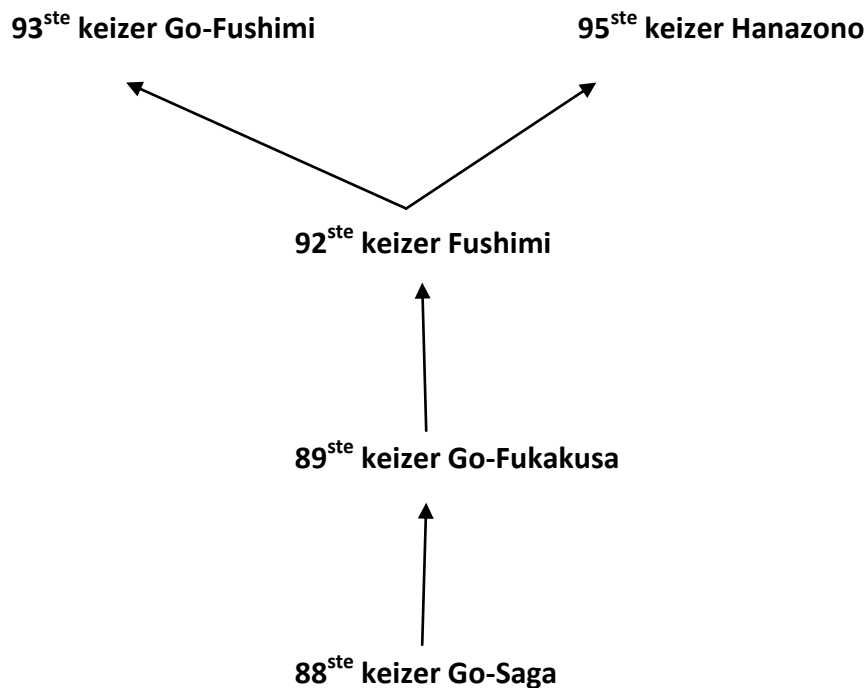 93ste keizer Go-Fushimi
95ste keizer Hanazono
92ste keizer Fushimi
89ste keizer Go-Fukakusa
88ste keizer Go-Saga